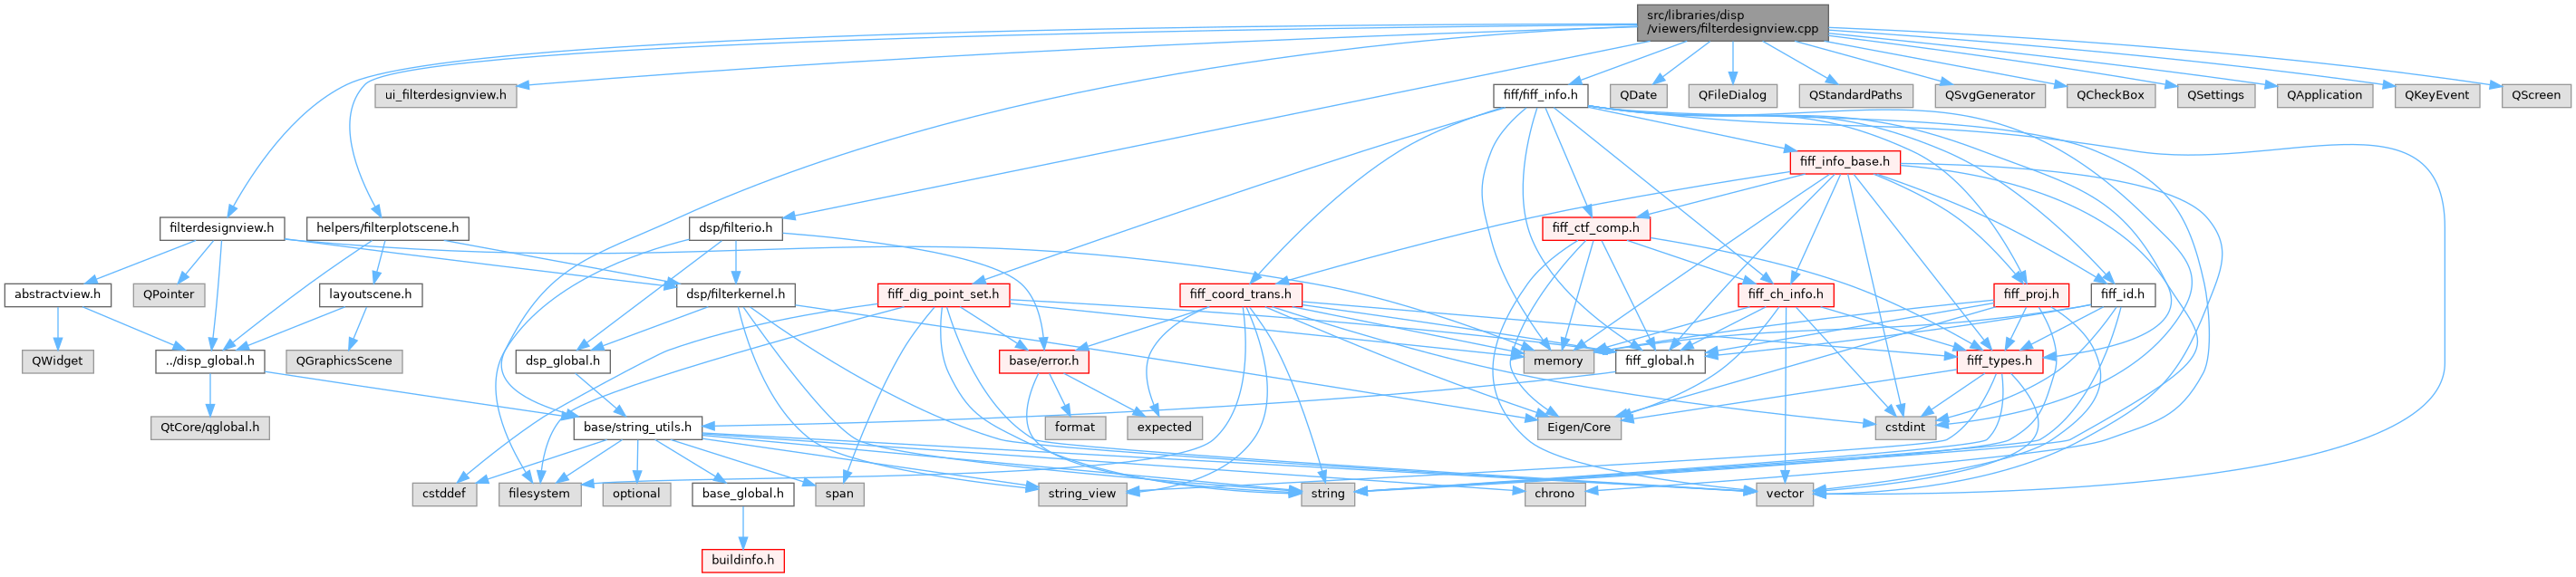 src/libraries/disp
/viewers/filterdesignview.cpp
ui_filterdesignview.h
fiff/fiff_info.h
QDate
QFileDialog
QStandardPaths
QSvgGenerator
QCheckBox
QSettings
QApplication
QKeyEvent
QScreen
fiff_info_base.h
filterdesignview.h
helpers/filterplotscene.h
dsp/filterio.h
fiff_ctf_comp.h
abstractview.h
QPointer
layoutscene.h
dsp/filterkernel.h
fiff_dig_point_set.h
fiff_coord_trans.h
fiff_ch_info.h
fiff_proj.h
fiff_id.h
QWidget
../disp_global.h
QGraphicsScene
dsp_global.h
base/error.h
memory
fiff_global.h
fiff_types.h
QtCore/qglobal.h
base/string_utils.h
format
expected
Eigen/Core
cstdint
cstddef
filesystem
optional
base_global.h
span
string_view
string
chrono
vector
buildinfo.h